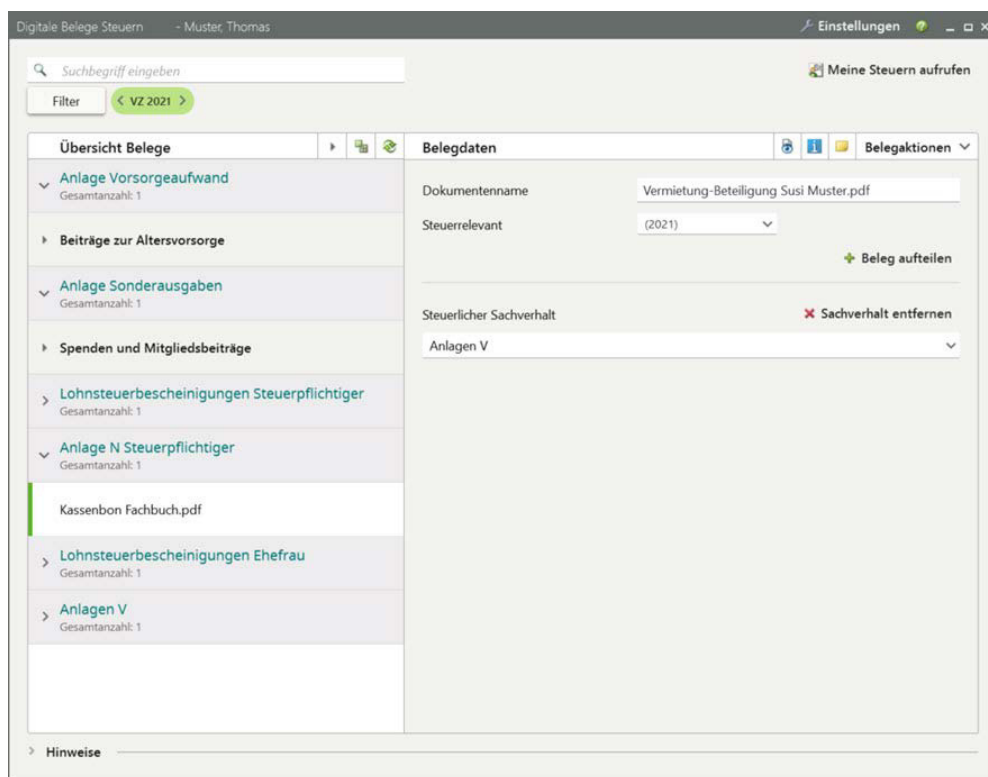 Digitale Belege Steuern - Muster, Thomas
Einstellungen
Suchbegriff eingeben
Meine Steuern aufrufen
Filter
VZ 2021
Übersicht Belege
Belegdaten
Belegaktionen
Anlage Vorsorgeaufwand
Gesamtanzahl: 1
Beiträge zur Altersvorsorge
Anlage Sonderausgaben
Gesamtanzahl: 1
Spenden und Mitgliedsbeiträge
Lohnsteuerbescheinigungen Steuerpflichtiger
Gesamtanzahl: 1
Anlage N Steuerpflichtiger
Gesamtanzahl: 1
Kassenbon Fachbuch.pdf
Lohnsteuerbescheinigungen Ehefrau
Gesamtanzahl: 1
Anlagen V
Gesamtanzahl: 1
Dokumentenname
Vermietung-Beteiligung Susi Muster.pdf
Steuerrelevant
(2021)
Beleg aufteilen
Steuerlicher Sachverhalt
Sachverhalt entfernen
Anlagen V
Hinweise